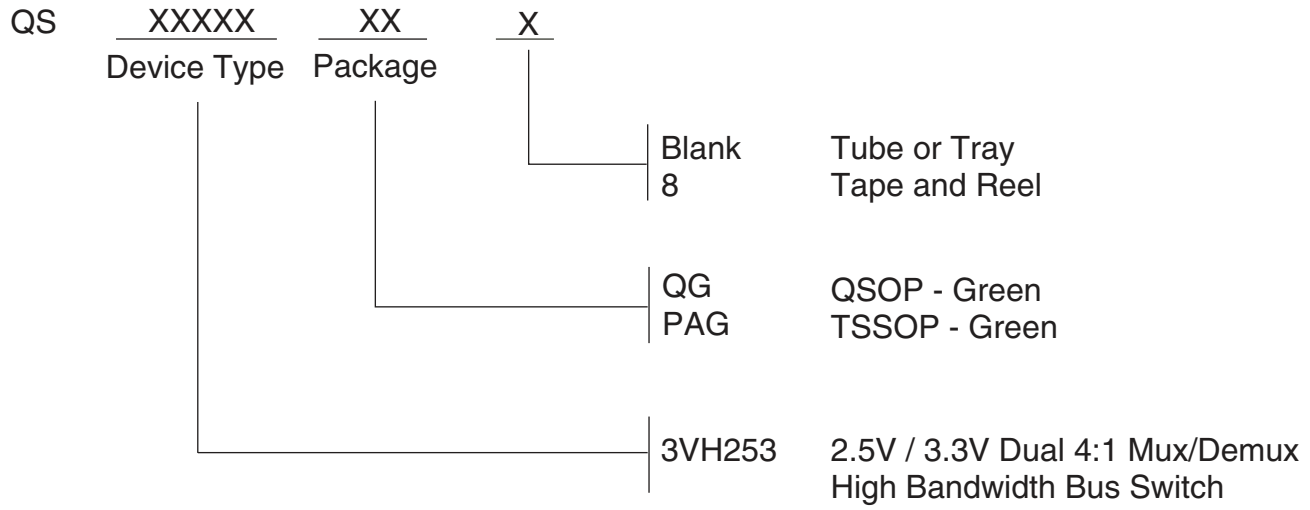 QS XXXXX XX X
Device Type Package
Blank Tube or Tray
8 Tape and Reel
QG QSOP - Green
PAG TSSOP - Green
3VH253 2.5V / 3.3V Dual 4:1 Mux/Demux
High Bandwidth Bus Switch